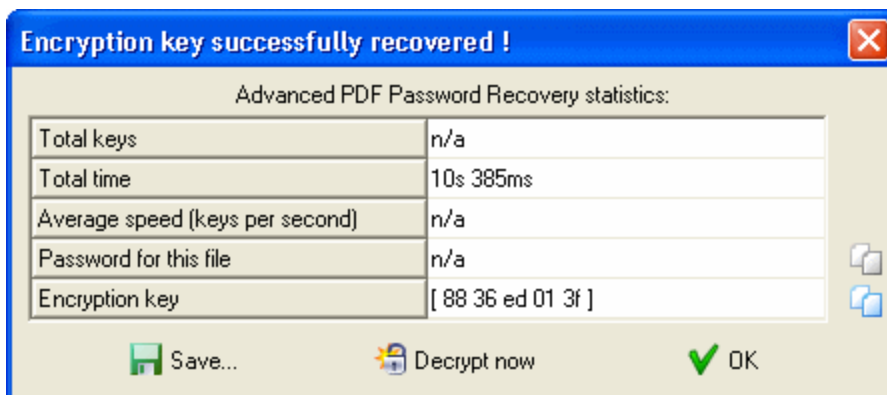 Encryption key successfully recovered !
Advanced PDF Password Recovery statistics:
Total keys n/a
Total time 10s 385ms
Average speed (keys per second) n/a
Password for this file n/a
Encryption key [ 88 36 ed 01 3f ]
Save... Decrypt now OK